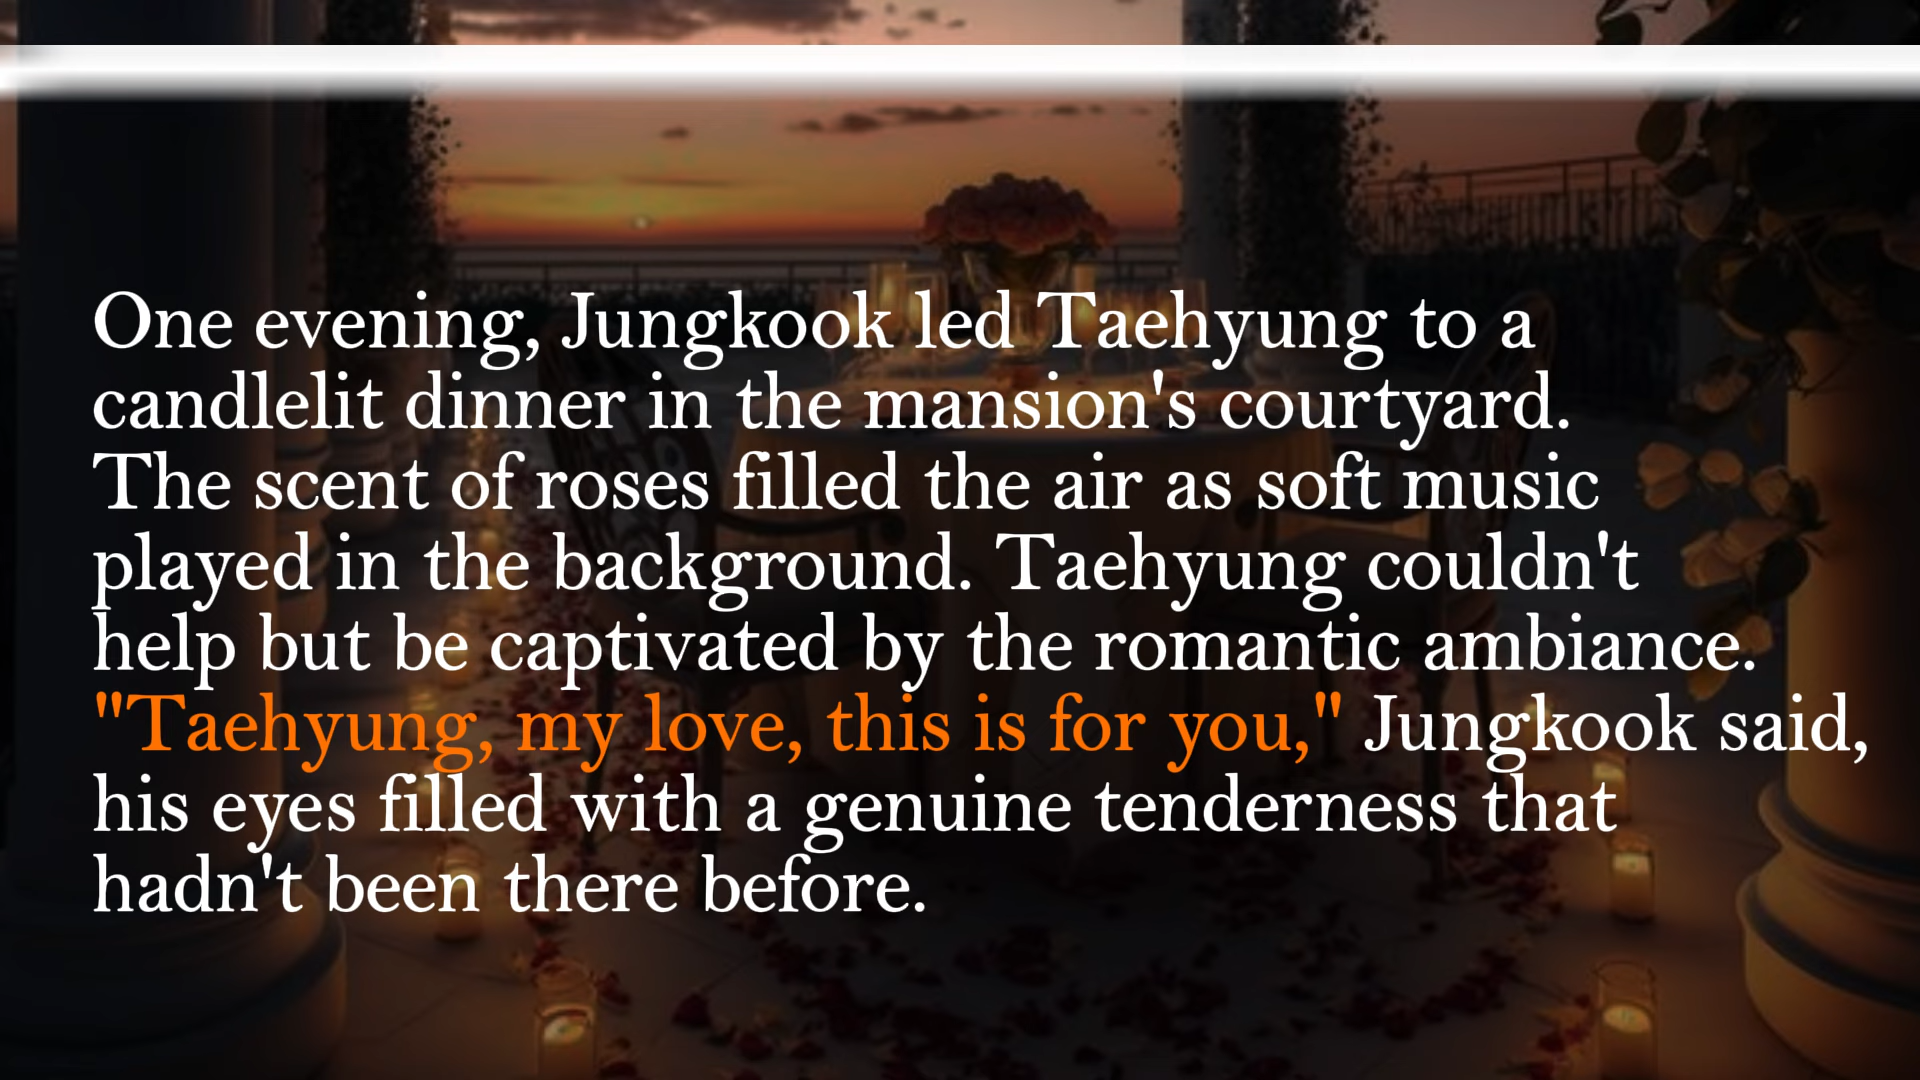 One evening, Jungkook led Taehyung to a
candlelit dinner in the mansion's courtyard.
The scent of roses filled the air as soft music
played in the background. Taehyung couldn't
help but be captivated by the romantic ambiance.
"Taehyung, my love, this is for you," Jungkook said,
his eyes filled with a genuine tenderness that
hadn't been there before.